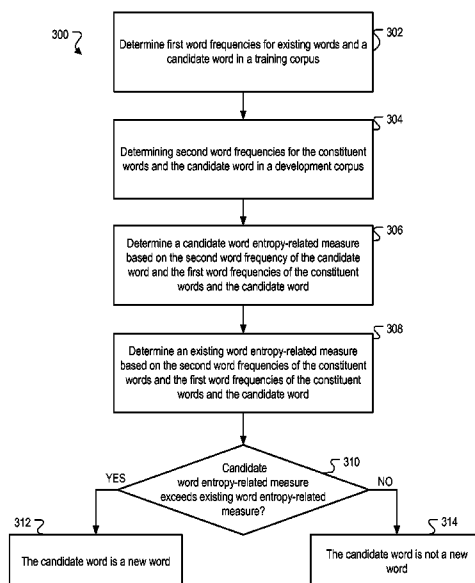 300
302
Determine first word frequencies for existing words and a
candidate word in a training corpus
304
Determining second word frequencies for the constituent
words and the candidate word in a development corpus
306
Determine a candidate word entropy-related measure
based on the second word frequency of the candidate
word and the first word frequencies of the constituent
words and the candidate word
308
Determine an existing word entropy-related measure
based on the second word frequencies of the constituent
words and the first word frequencies of the constituent
words and the candidate word
310
Candidate
word entropy-related measure
exceeds existing word entropy-related
measure?
YES
NO
312
The candidate word is a new word
314
The candidate word is not a new
word